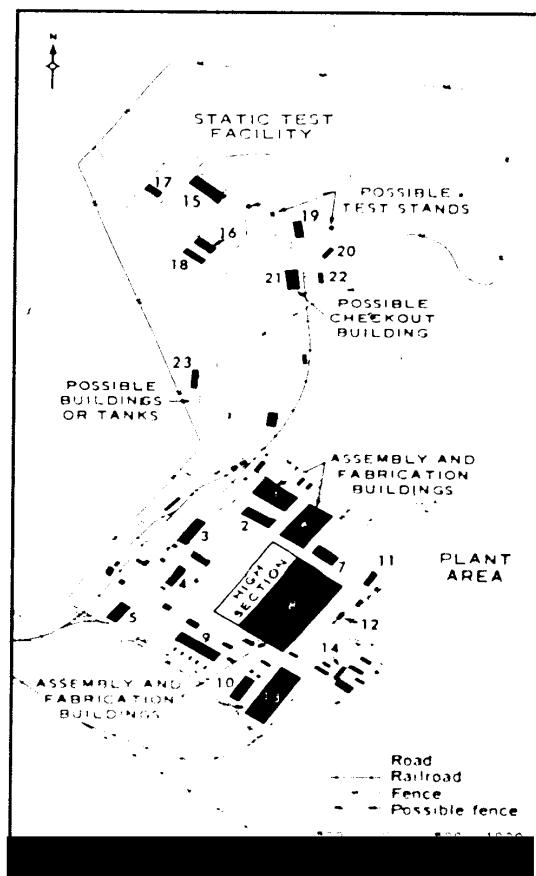 N
STATIC TEST
FACILITY
17
15
POSSIBLE
TEST STANDS
19
16
18
20
21
22
POSSIBLE
CHECKOUT
BUILDING
23
POSSIBLE
BUILDINGS
OR TANKS
ASSEMBLY AND
FABRICATION
BUILDINGS
2
3
7
PLANT
AREA
11
4
HIGH
SECTION
5
12
9
14
ASSEMBLY AND
FABRICATION
BUILDINGS
10
13
Road
Railroad
Fence
Possible fence